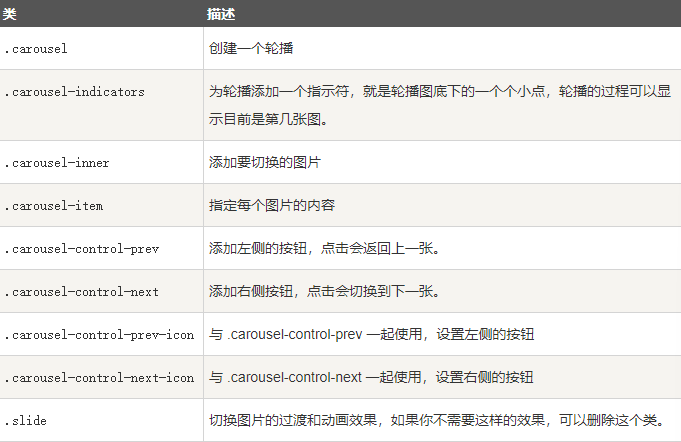 类 描述
.carousel 创建一个轮播
.carousel-indicators 为轮播添加一个指示符，就是轮播图底下的一个个小点，轮播的过程可以显
示目前是第几张图。
.carousel-inner 添加要切换的图片
.carousel-item 指定每个图片的内容
.carousel-control-prev 添加左侧的按钮，点击会返回上一张。
.carousel-control-next 添加右侧按钮，点击会切换到下一张。
.carousel-control-prev-icon 与 .carousel-control-prev 一起使用，设置左侧的按钮
.carousel-control-next-icon 与 .carousel-control-next 一起使用，设置右侧的按钮
.slide 切换图片的过渡和动画效果，如果你不需要这样的效果，可以删除这个类。